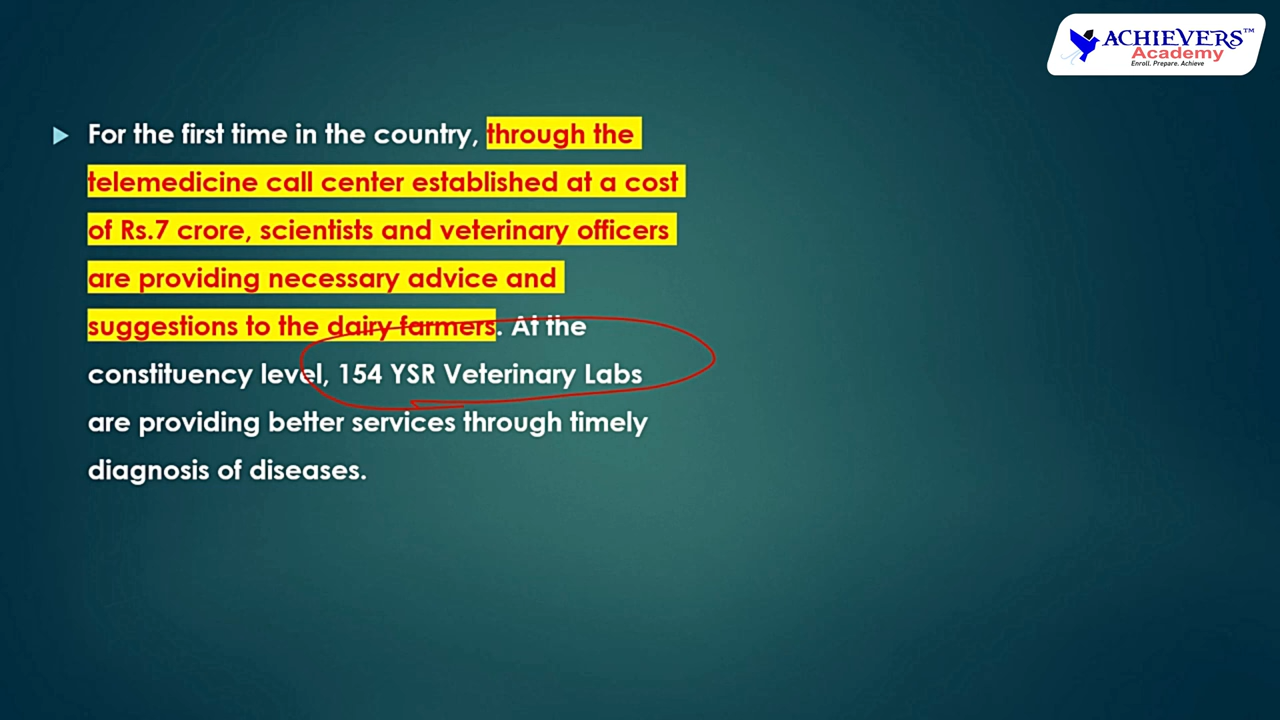 ACHIEVERS™
Academy
Enroll. Prepare. Achieve
For the first time in the country, through the
telemedicine call center established at a cost
of Rs.7 crore, scientists and veterinary officers
are providing necessary advice and
suggestions to the dairy farmers. At the
constituency level, 154 YSR Veterinary Labs
are providing better services through timely
diagnosis of diseases.